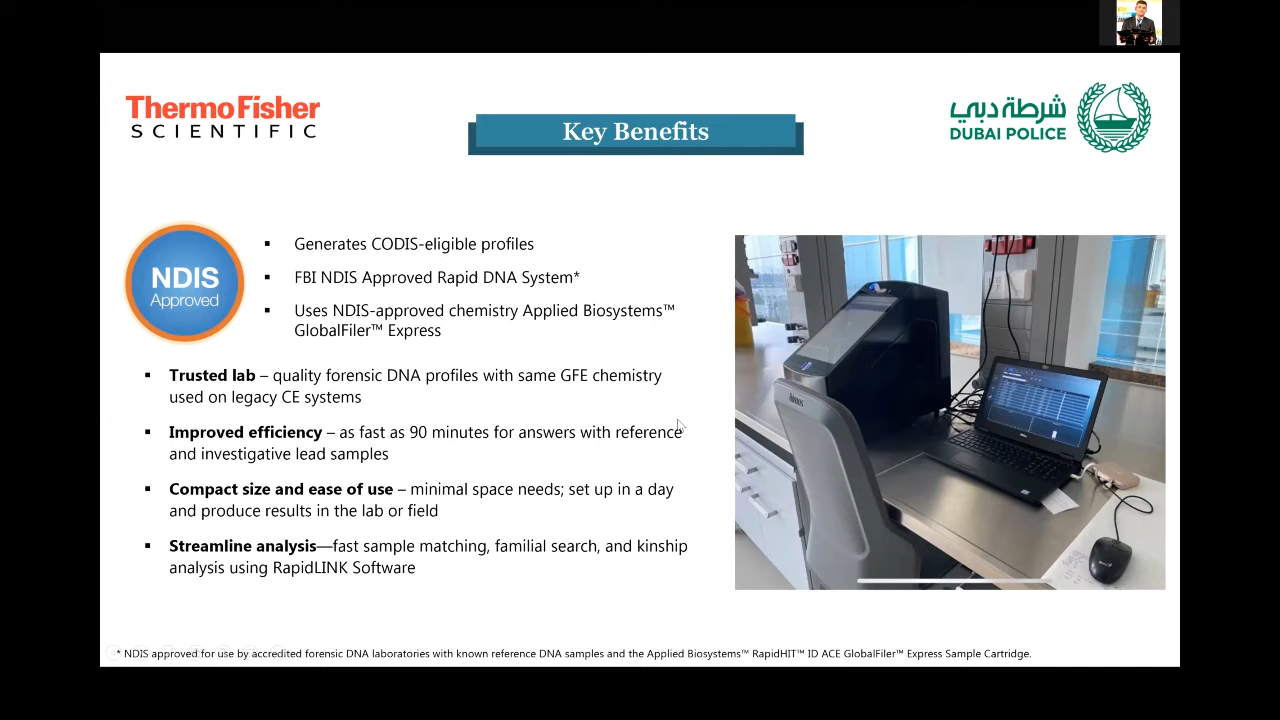 ThermoFisher
SCIENTIFIC
Key Benefits
شرطة دبي
DUBAI POLICE
NDIS
Approved
▪ Generates CODIS-eligible profiles
▪ FBI NDIS Approved Rapid DNA System*
▪ Uses NDIS-approved chemistry Applied Biosystems™
GlobalFiler™ Express
▪ Trusted lab – quality forensic DNA profiles with same GFE chemistry
used on legacy CE systems
▪ Improved efficiency – as fast as 90 minutes for answers with reference
and investigative lead samples
▪ Compact size and ease of use – minimal space needs; set up in a day
and produce results in the lab or field
▪ Streamline analysis—fast sample matching, familial search, and kinship
analysis using RapidLINK Software
* NDIS approved for use by accredited forensic DNA laboratories with known reference DNA samples and the Applied Biosystems™ RapidHIT™ ID ACE GlobalFiler™ Express Sample Cartridge.